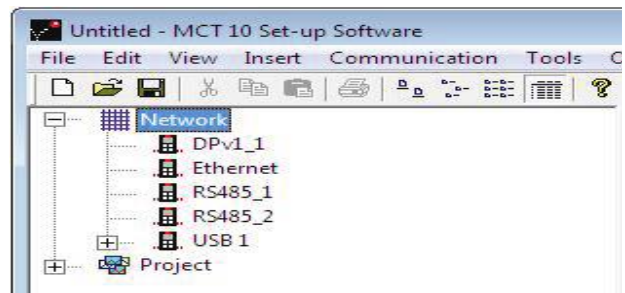 Untitled - MCT 10 Set-up Software
File Edit View Insert Communication Tools
Network
DPv1_1
Ethernet
RS485_1
RS485_2
USB 1
Project